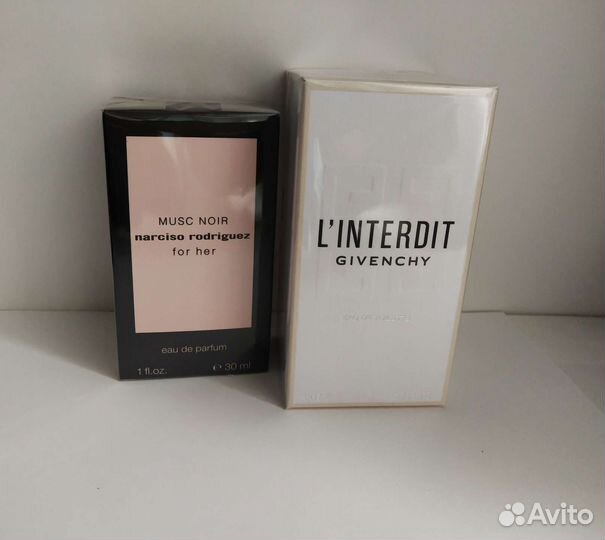 MUSC NOIR
narciso rodriguez
for her
eau de parfum
1 fl.oz. ℮ 30 ml
L'INTERDIT
GIVENCHY
Avito